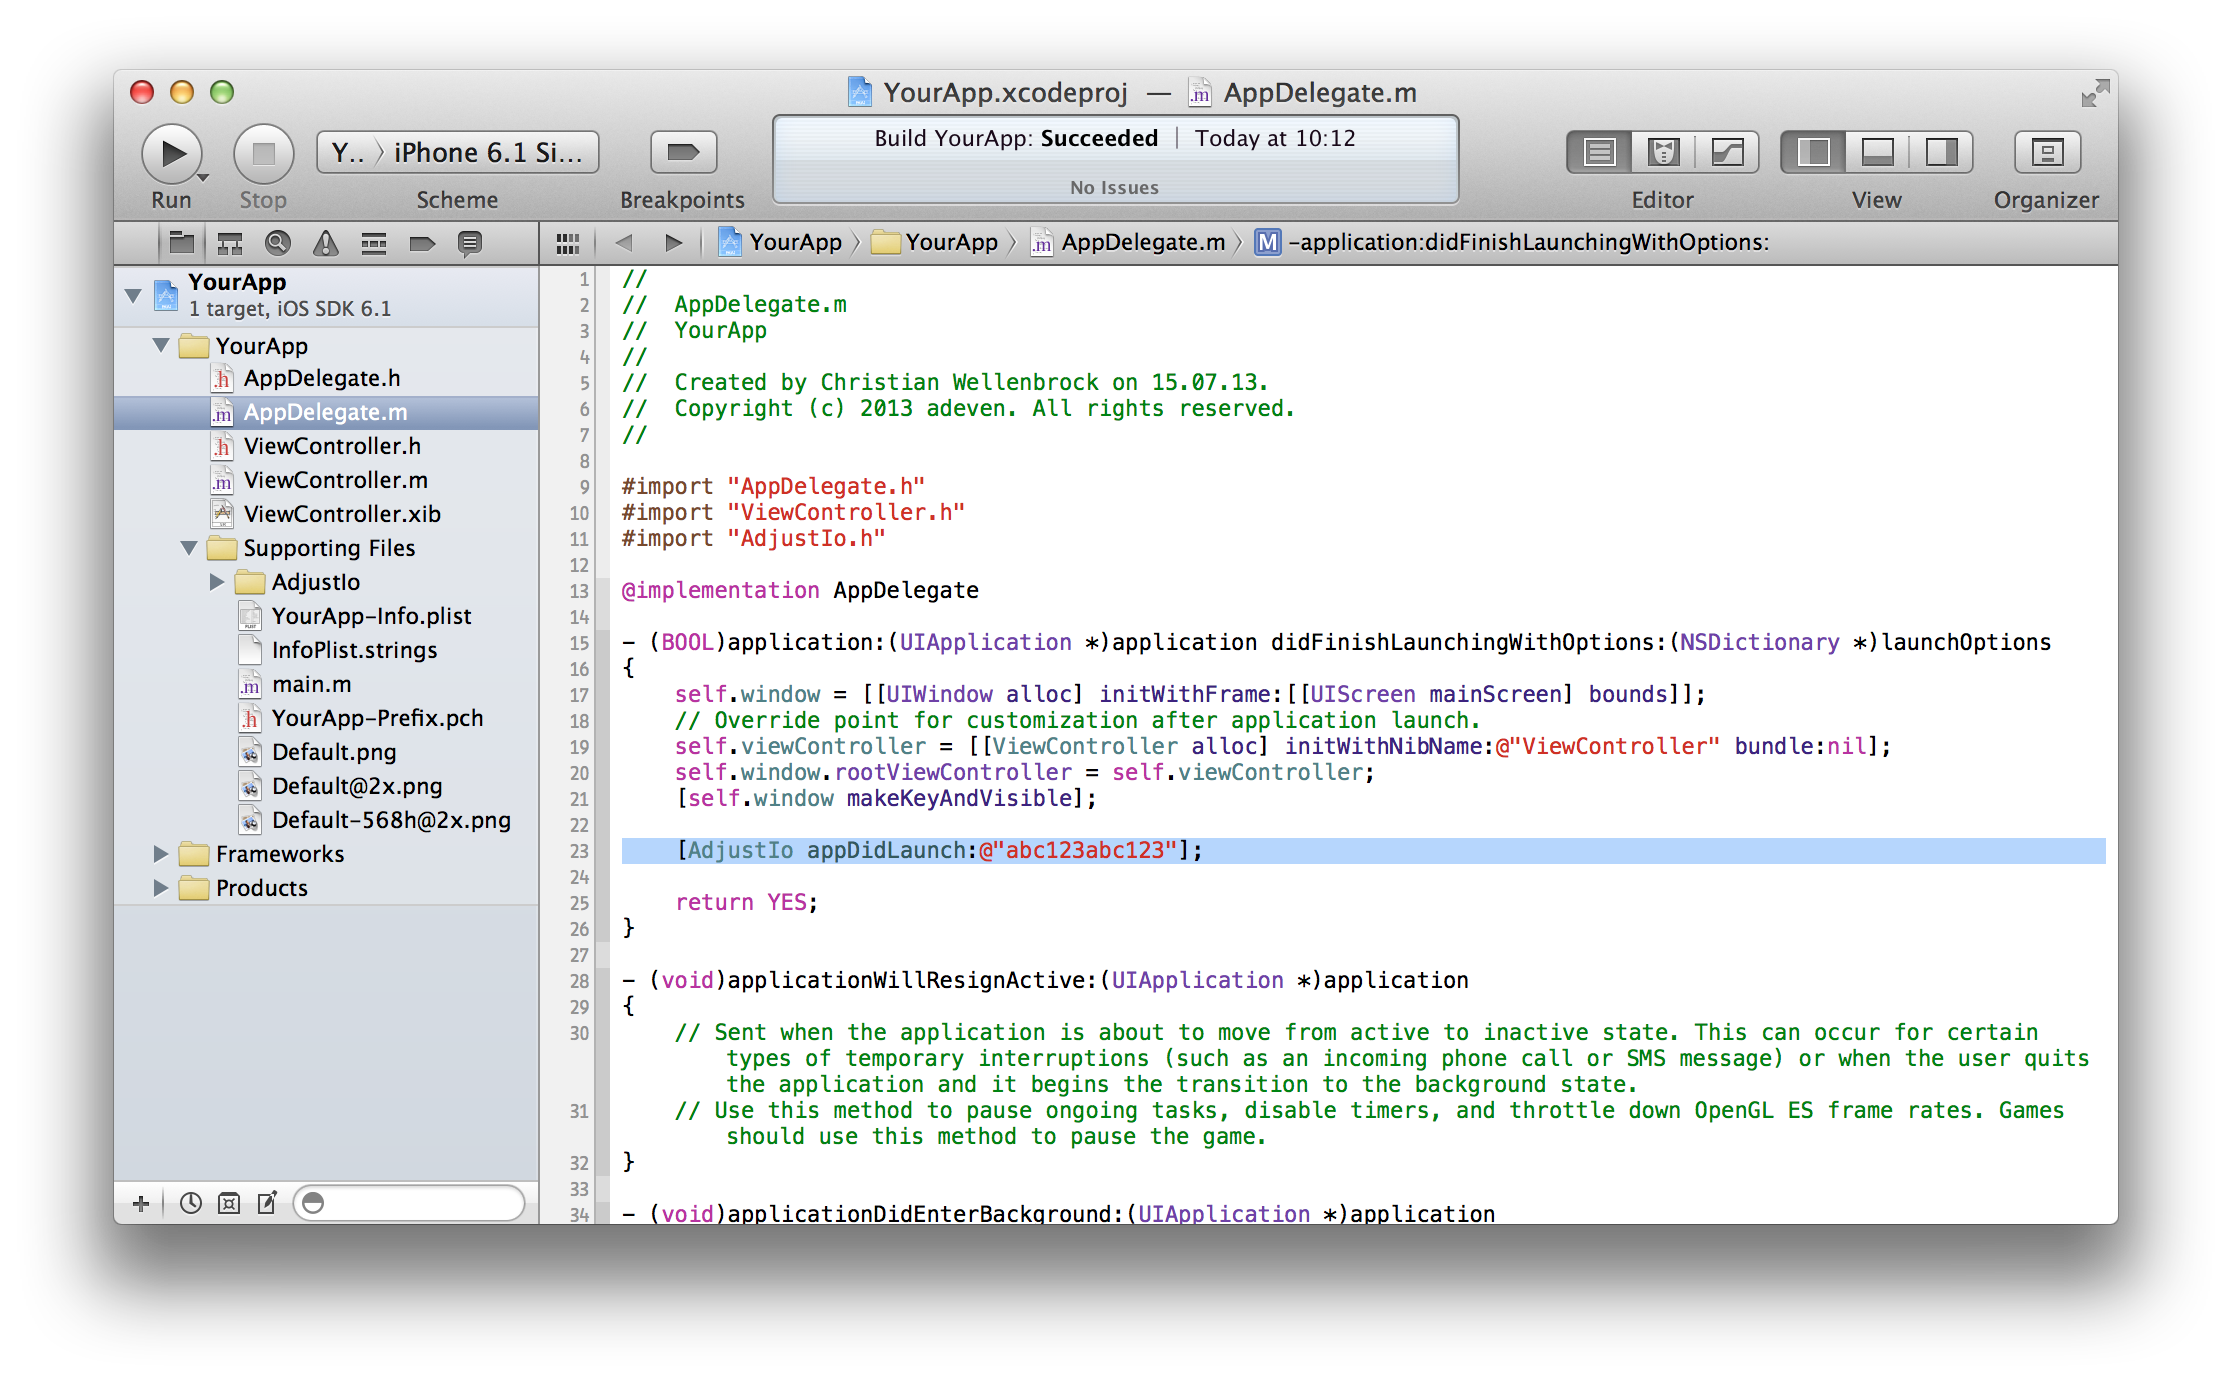 YourApp.xcodeproj — AppDelegate.m
Run
Stop
Y.. iPhone 6.1 Si...
Scheme
Breakpoints
Build YourApp: Succeeded | Today at 10:12
No Issues
Editor
View
Organizer
YourApp
YourApp
AppDelegate.m
M -application:didFinishLaunchingWithOptions:
YourApp
1 target, iOS SDK 6.1
YourApp
AppDelegate.h
AppDelegate.m
ViewController.h
ViewController.m
ViewController.xib
Supporting Files
AdjustIo
YourApp-Info.plist
InfoPlist.strings
main.m
YourApp-Prefix.pch
Default.png
Default@2x.png
Default-568h@2x.png
Frameworks
Products
1 //
2 //  AppDelegate.m
3 //  YourApp
4 //
5 //  Created by Christian Wellenbrock on 15.07.13.
6 //  Copyright (c) 2013 adeven. All rights reserved.
7 //
8
9 #import "AppDelegate.h"
10 #import "ViewController.h"
11 #import "AdjustIo.h"
12
13 @implementation AppDelegate
14
15 - (BOOL)application:(UIApplication *)application didFinishLaunchingWithOptions:(NSDictionary *)launchOptions
16 {
17     self.window = [[UIWindow alloc] initWithFrame:[[UIScreen mainScreen] bounds]];
18     // Override point for customization after application launch.
19     self.viewController = [[ViewController alloc] initWithNibName:@"ViewController" bundle:nil];
20     self.window.rootViewController = self.viewController;
21     [self.window makeKeyAndVisible];
22
23     [AdjustIo appDidLaunch:@"abc123abc123"];
24
25     return YES;
26 }
27
28 - (void)applicationWillResignActive:(UIApplication *)application
29 {
30     // Sent when the application is about to move from active to inactive state. This can occur for certain
types of temporary interruptions (such as an incoming phone call or SMS message) or when the user quits
the application and it begins the transition to the background state.
31     // Use this method to pause ongoing tasks, disable timers, and throttle down OpenGL ES frame rates. Games
should use this method to pause the game.
32 }
33
34 - (void)applicationDidEnterBackground:(UIApplication *)application